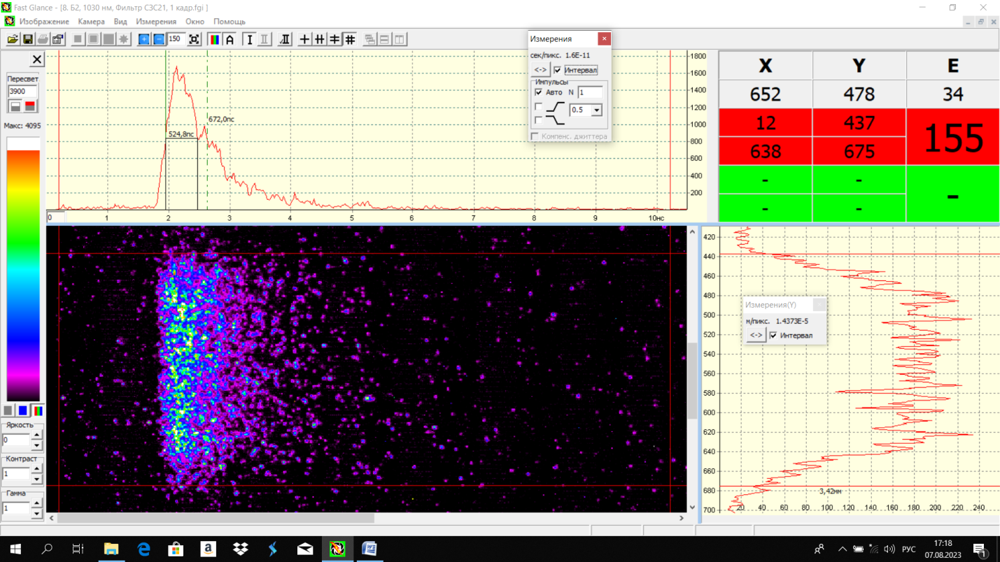 Fast Glance - [8. Б2, 1030 нм, Фильтр СЗС21, 1 кадр.fgi ]
Изображение Камера Вид Измерения Окно Помощь
150
Пересвет
3900
Макс: 4095
Яркость
0
Контраст
1
Гамма
1
1800
1600
1400
1200
1000
800
600
400
200
672,0пс
524,8пс
0 1 2 3 4 5 6 7 8 9 10нс
Измерения
сек/пикс. 1.6E-11
<-> Интервал
Импульсы
Авто N 1
0.5
Компенс. джиттера
X Y E
652 478 34
12 437 155
638 675
- - -
- -
420
440
460
480
500
520
540
560
580
600
620
640
660
680
700
Измерения(Y)
м/пикс. 1.4373E-5
<-> Интервал
3,42мм
20 40 60 80 100 120 140 160 180 200 220 240
РУС
17:18
07.08.2023
1